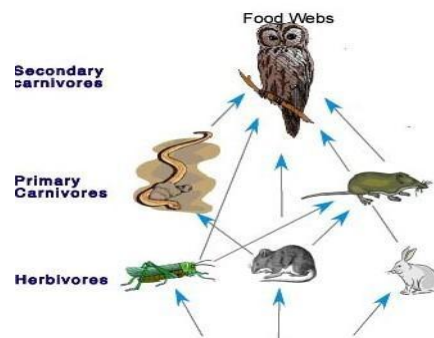 Food Webs
Secondary
carnivores
Primary
Carnivores
Herbivores